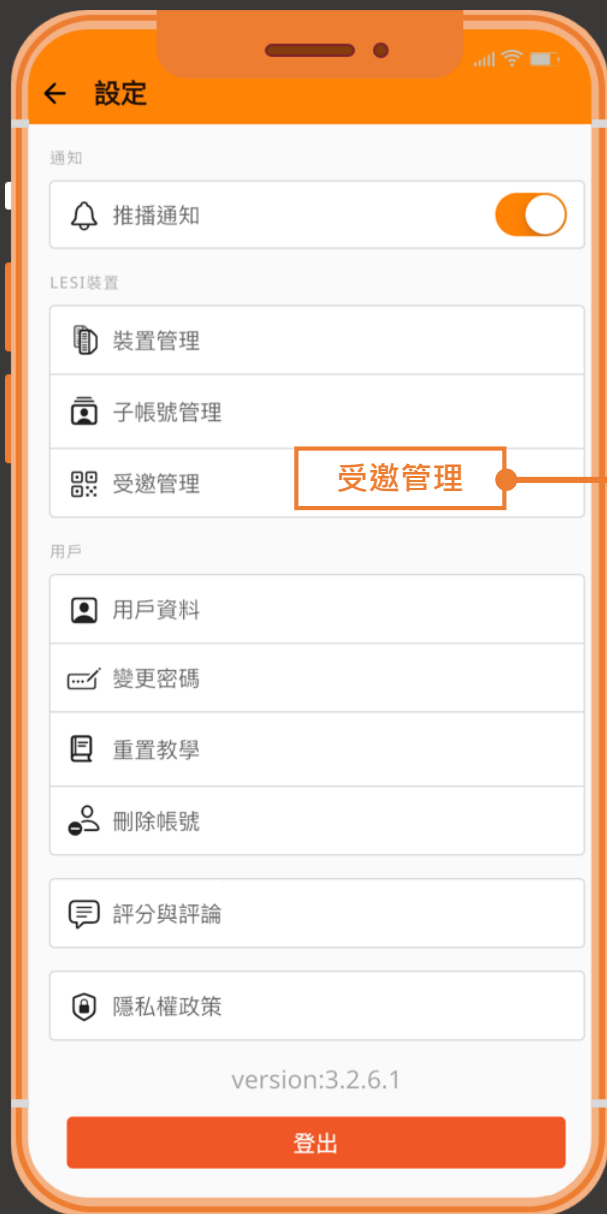 設定
通知
推播通知
LESI裝置
裝置管理
子帳號管理
受邀管理
受邀管理
用戶
用戶資料
變更密碼
重置教學
刪除帳號
評分與評論
隱私權政策
version:3.2.6.1
登出